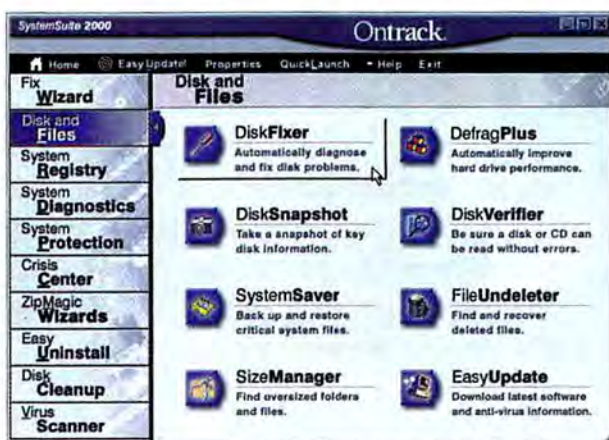 SystemSuite 2000
Ontrack
Home EasyUpdate! Properties QuickLaunch Help Exit
Fix
Wizard
Disk and
Files
System
Registry
System
Diagnostics
System
Protection
Crisis
Center
ZipMagic
Wizards
Easy
Uninstall
Disk
Cleanup
Virus
Scanner
Disk and
Files
DiskFixer
Automatically diagnose
and fix disk problems.
DefragPlus
Automatically improve
hard drive performance.
DiskSnapshot
Take a snapshot of key
disk information.
DiskVerifier
Be sure a disk or CD can
be read without errors.
SystemSaver
Back up and restore
critical system files.
FileUndeleter
Find and recover
deleted files.
SizeManager
Find oversized folders
and files.
EasyUpdate
Download latest software
and anti-virus information.